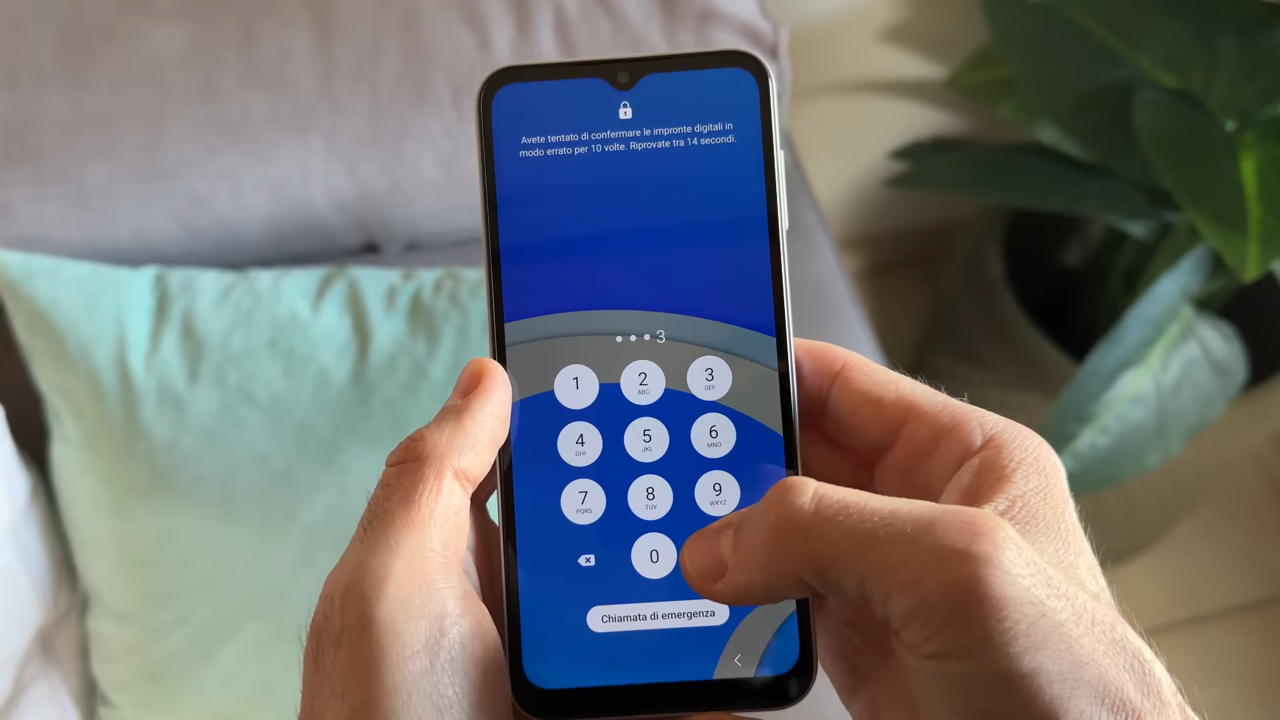 Avete tentato di confermare le impronte digitali in
modo errato per 10 volte. Riprovate tra 14 secondi.
•••3
1
2
ABC
3
DEF
4
GHI
5
JKL
6
MNO
7
PQRS
8
TUV
9
WXYZ
0
Chiamata di emergenza